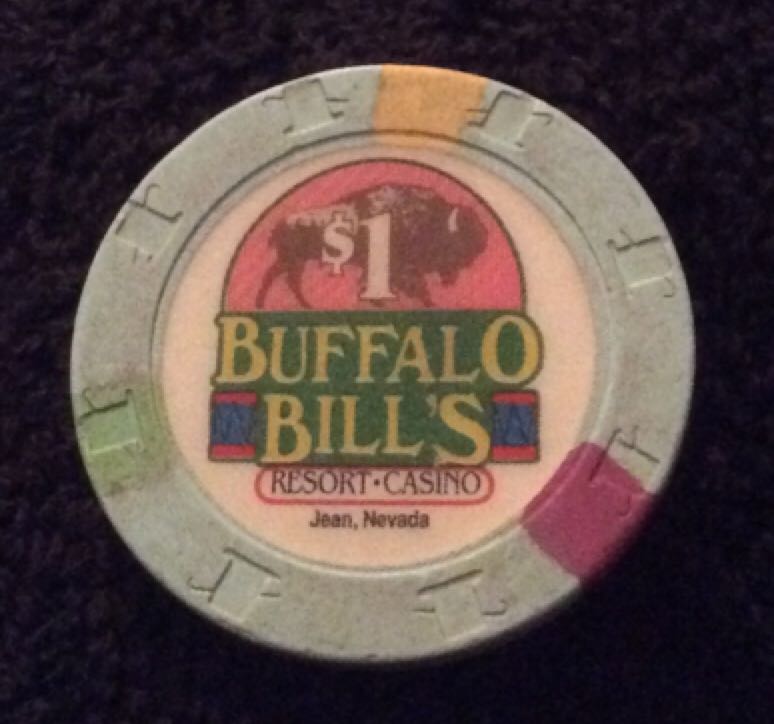 $1
BUFFALO
BILL'S
RESORT · CASINO
Jean, Nevada